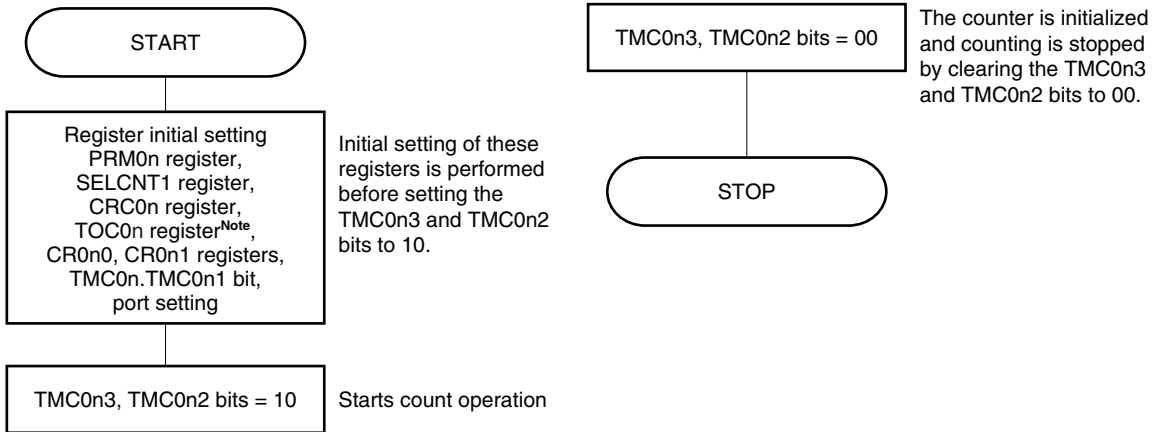 START
Register initial setting
PRM0n register,
SELCNT1 register,
CRC0n register,
TOC0n registerNote,
CR0n0, CR0n1 registers,
TMC0n.TMC0n1 bit,
port setting
Initial setting of these
registers is performed
before setting the
TMC0n3 and TMC0n2
bits to 10.
TMC0n3, TMC0n2 bits = 10
Starts count operation
TMC0n3, TMC0n2 bits = 00
The counter is initialized
and counting is stopped
by clearing the TMC0n3
and TMC0n2 bits to 00.
STOP